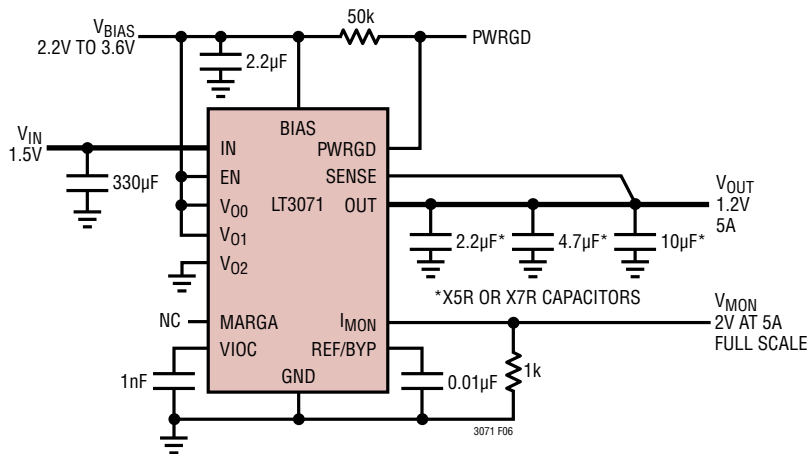 V_BIAS
2.2V TO 3.6V
50k
PWRGD
2.2µF
V_IN
1.5V
330µF
BIAS
IN
PWRGD
EN
SENSE
V_O0
LT3071
OUT
V_O1
V_O2
V_OUT
1.2V
5A
2.2µF*
4.7µF*
10µF*
*X5R OR X7R CAPACITORS
NC
MARGA
I_MON
V_MON
2V AT 5A
FULL SCALE
VIOC
REF/BYP
1nF
GND
0.01µF
1k
3071 F06